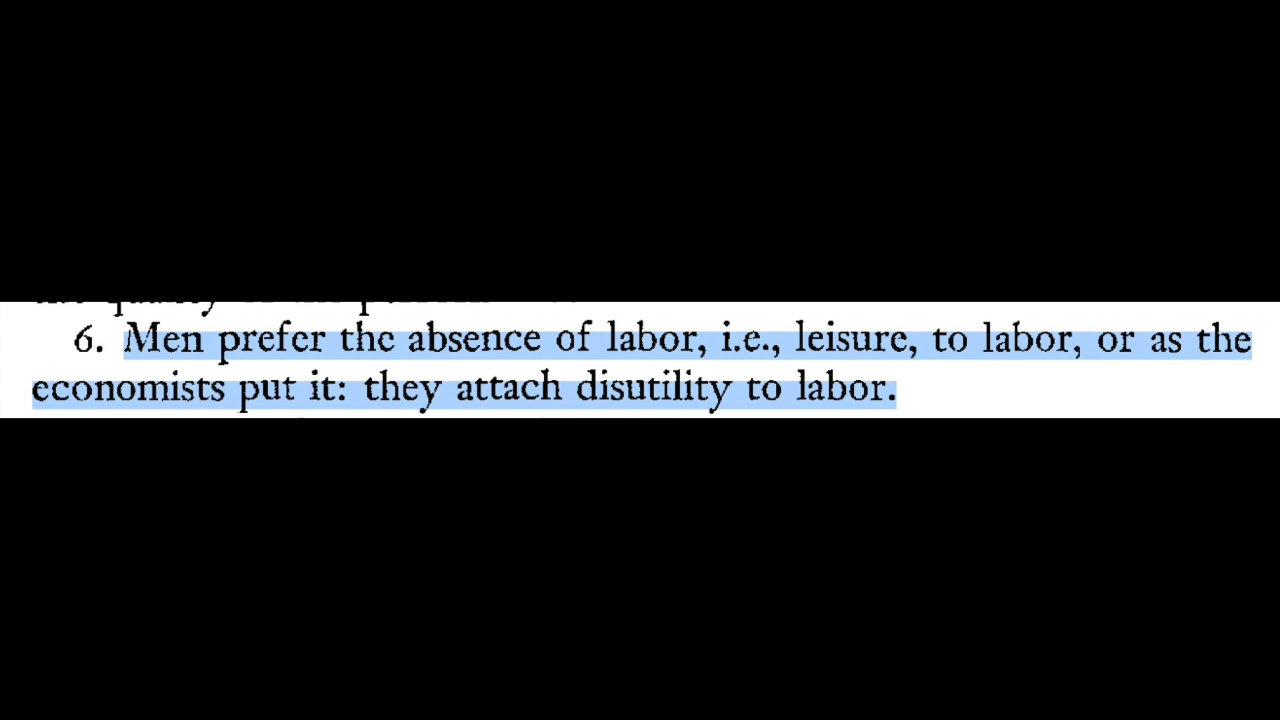 6. Men prefer the absence of labor, i.e., leisure, to labor, or as the
economists put it: they attach disutility to labor.